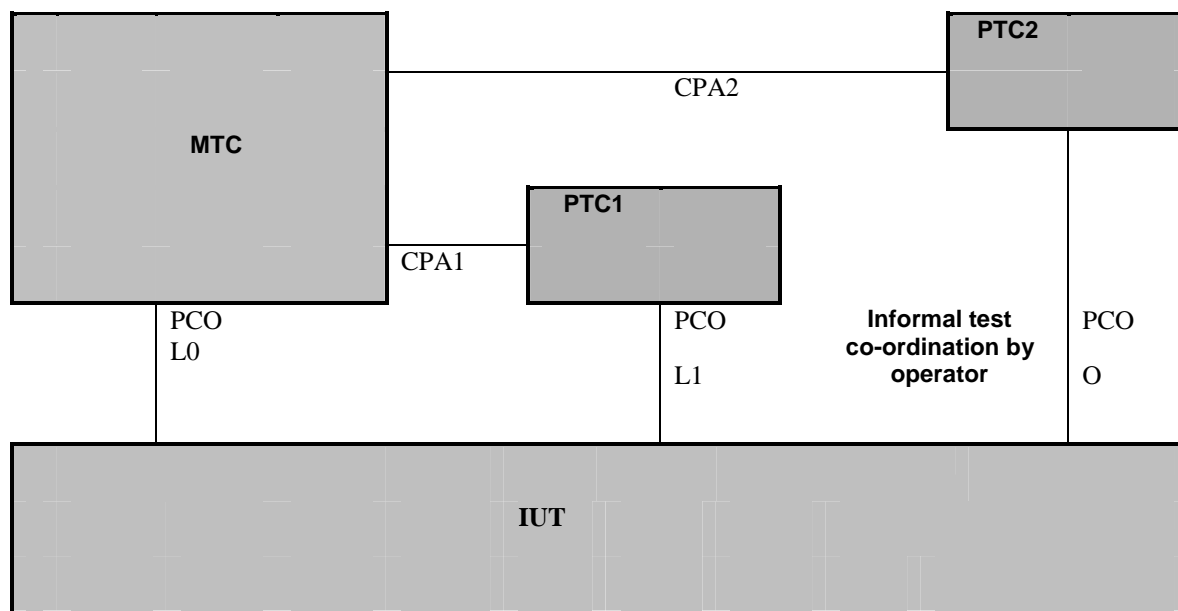 PTC2
CPA2
MTC
PTC1
CPA1
PCO
L0
PCO
L1
Informal test
co-ordination by
operator
PCO
O
IUT